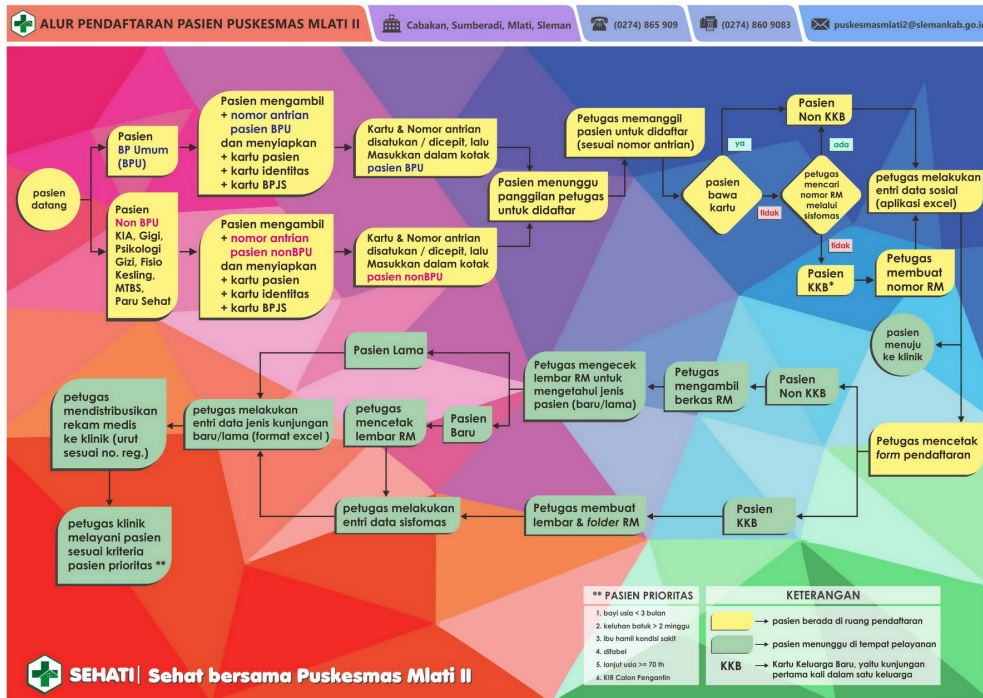 ALUR PENDAFTARAN PASIEN PUSKESMAS MLATI II
Cabakan, Sumberadi, Mlati, Sleman
(0274) 865 909
(0274) 860 9083
puskesmasmlati2@slemankab.go.id
pasien
datang
Pasien
BP Umum
(BPU)
Pasien
Non BPU
KIA, Gigi,
Psikologi
Gizi, Fisio
Kesling,
MTBS,
Paru Sehat
Pasien mengambil
+ nomor antrian
pasien BPU
dan menyiapkan
+ kartu pasien
+ kartu identitas
+ kartu BPJS
Pasien mengambil
+ nomor antrian
pasien nonBPU
dan menyiapkan
+ kartu pasien
+ kartu identitas
+ kartu BPJS
Kartu & Nomor antrian
disatukan / dicepit, lalu
Masukkan dalam kotak
pasien BPU
Kartu & Nomor antrian
disatukan / dicepit, lalu
Masukkan dalam kotak
pasien nonBPU
Pasien menunggu
panggilan petugas
untuk didaftar
Petugas memanggil
pasien untuk didaftar
(sesuai nomor antrian)
pasien
bawa
kartu
ya
tidak
Pasien
Non KKB
petugas
mencari
nomor RM
melalui
sisfomas
ada
tidak
Pasien
KKB*
Petugas
membuat
nomor RM
petugas melakukan
entri data sosial
(aplikasi excel)
pasien
menuju
ke klinik
Petugas mencetak
form pendaftaran
Pasien
Non KKB
Petugas
mengambil
berkas RM
Petugas mengecek
lembar RM untuk
mengetahui jenis
pasien (baru/lama)
Pasien Lama
Pasien
Baru
petugas
mencetak
lembar RM
petugas melakukan
entri data jenis kunjungan
baru/lama (format excel )
petugas
mendistribusikan
rekam medis
ke klinik (urut
sesuai no. reg.)
Pasien
KKB
Petugas membuat
lembar & folder RM
petugas melakukan
entri data sisfomas
petugas klinik
melayani pasien
sesuai kriteria
pasien prioritas **
** PASIEN PRIORITAS
1. bayi usia < 3 bulan
2. keluhan batuk > 2 minggu
3. ibu hamil kondisi sakit
4. difabel
5. lanjut usia >= 70 th
6. KIR Calon Pengantin
KETERANGAN
pasien berada di ruang pendaftaran
pasien menunggu di tempat pelayanan
KKB
Kartu Keluarga Baru, yaitu kunjungan
pertama kali dalam satu keluarga
SEHATI | Sehat bersama Puskesmas Mlati II